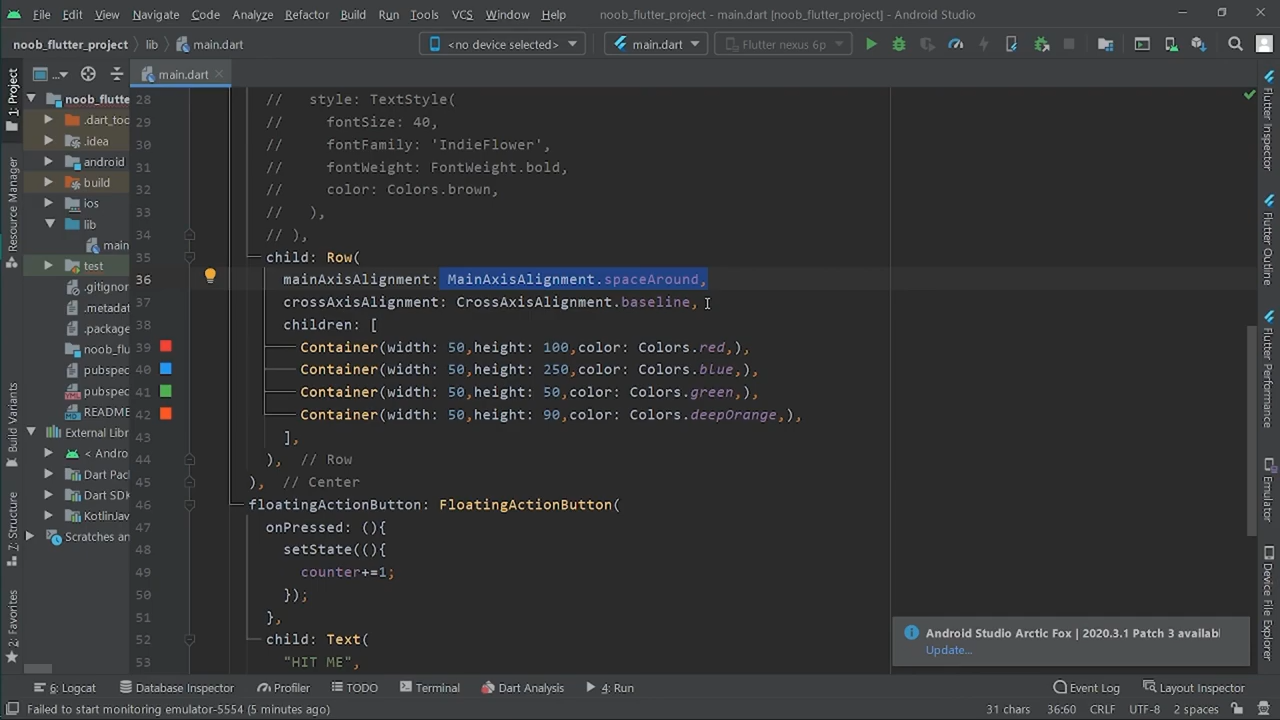 File Edit View Navigate Code Analyze Refactor Build Run Tools VCS Window Help noob_flutter_project - main.dart [noob_flutter_project] - Android Studio
noob_flutter_project lib main.dart <no device selected> main.dart Flutter nexus 6p
... main.dart
1: Project
Resource Manager
Build Variants
7: Structure
2: Favorites
noob_flutte
.dart_too
.idea
android
build
ios
lib
main
test
.gitignor
.metadat
.package
noob_flu
pubspec
pubspec
README
External Lib
< Andro
Dart Pac
Dart SDK
KotlinJav
Scratches an
28 // style: TextStyle(
29 // fontSize: 40,
30 // fontFamily: 'IndieFlower',
31 // fontWeight: FontWeight.bold,
32 // color: Colors.brown,
33 // ),
34 // ),
35 child: Row(
36 mainAxisAlignment: MainAxisAlignment.spaceAround,
37 crossAxisAlignment: CrossAxisAlignment.baseline,
38 children: [
39 Container(width: 50,height: 100,color: Colors.red,),
40 Container(width: 50,height: 250,color: Colors.blue,),
41 Container(width: 50,height: 50,color: Colors.green,),
42 Container(width: 50,height: 90,color: Colors.deepOrange,),
43 ],
44 ), // Row
45 ), // Center
46 floatingActionButton: FloatingActionButton(
47 onPressed: (){
48 setState((){
49 counter+=1;
50 });
51 },
52 child: Text(
53 "HIT ME",
Flutter Inspector
Flutter Outline
Flutter Performance
Emulator
Device File Explorer
Android Studio Arctic Fox | 2020.3.1 Patch 3 availabl
Update...
6: Logcat Database Inspector Profiler TODO Terminal Dart Analysis 4: Run Event Log Layout Inspector
Failed to start monitoring emulator-5554 (5 minutes ago) 31 chars 36:60 CRLF UTF-8 2 spaces